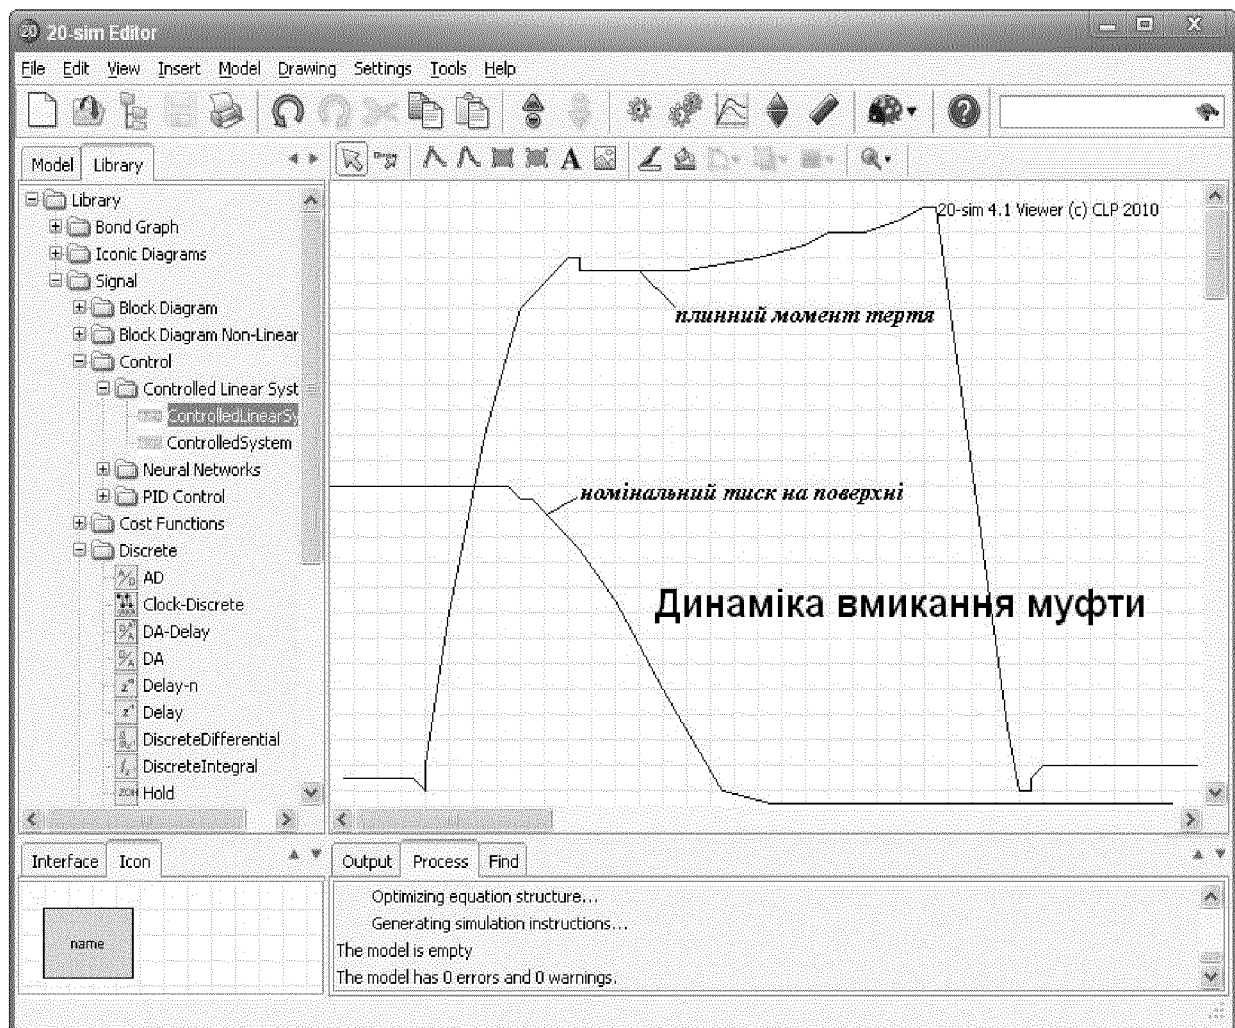 20-sim Editor
File Edit View Insert Model Drawing Settings Tools Help
Model Library
Library
Bond Graph
Iconic Diagrams
Signal
Block Diagram
Block Diagram Non-Linear
Control
Controlled Linear Syst
ControlledLinearSy
ControlledSystem
Neural Networks
PID Control
Cost Functions
Discrete
AD
Clock-Discrete
DA-Delay
DA
Delay-n
Delay
DiscreteDifferential
DiscreteIntegral
Hold
20-sim 4.1 Viewer (c) CLP 2010
плинний момент тертя
номінальний тиск на поверхні
Динаміка вмикання муфти
Interface Icon
name
Output Process Find
Optimizing equation structure...
Generating simulation instructions...
The model is empty
The model has 0 errors and 0 warnings.